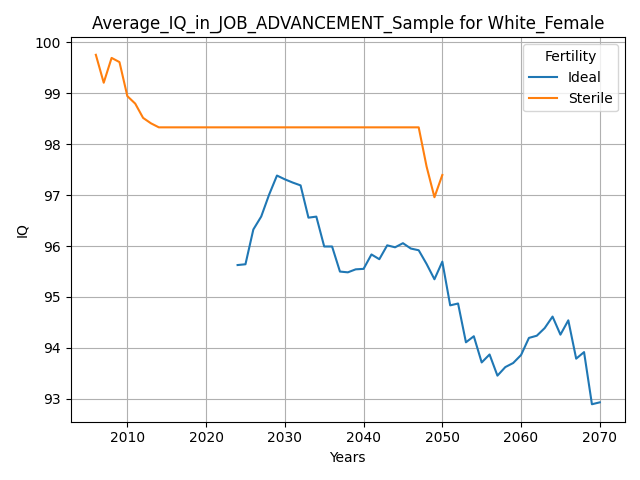 Average_IQ_in_JOB_ADVANCEMENT_Sample for White_Female
Fertility
Ideal
Sterile
IQ
100
99
98
97
96
95
94
93
2010 2020 2030 2040 2050 2060 2070
Years